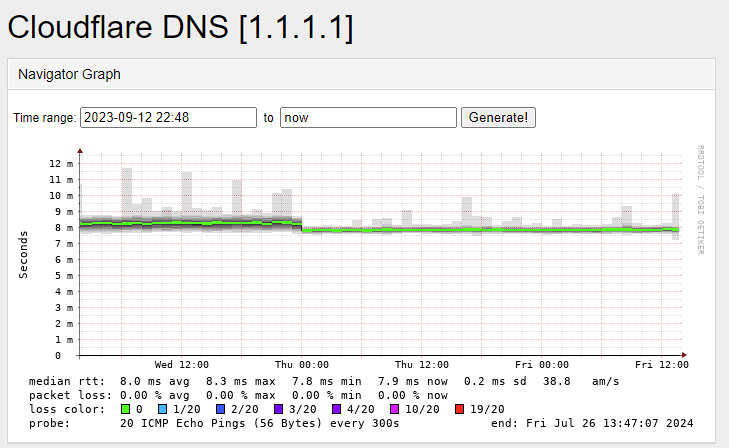 Cloudflare DNS [1.1.1.1]
Navigator Graph
Time range: 2023-09-12 22:48 to now Generate!
RRDTOOL / TOBI OETIKER
Seconds
12 m
11 m
10 m
9 m
8 m
7 m
6 m
5 m
4 m
3 m
2 m
1 m
0
Wed 12:00 Thu 00:00 Thu 12:00 Fri 00:00 Fri 12:00
median rtt: 8.0 ms avg 8.3 ms max 7.8 ms min 7.9 ms now 0.2 ms sd 38.8 am/s
packet loss: 0.00 % avg 0.00 % max 0.00 % min 0.00 % now
loss color: 0 1/20 2/20 3/20 4/20 10/20 19/20
probe: 20 ICMP Echo Pings (56 Bytes) every 300s end: Fri Jul 26 13:47:07 2024